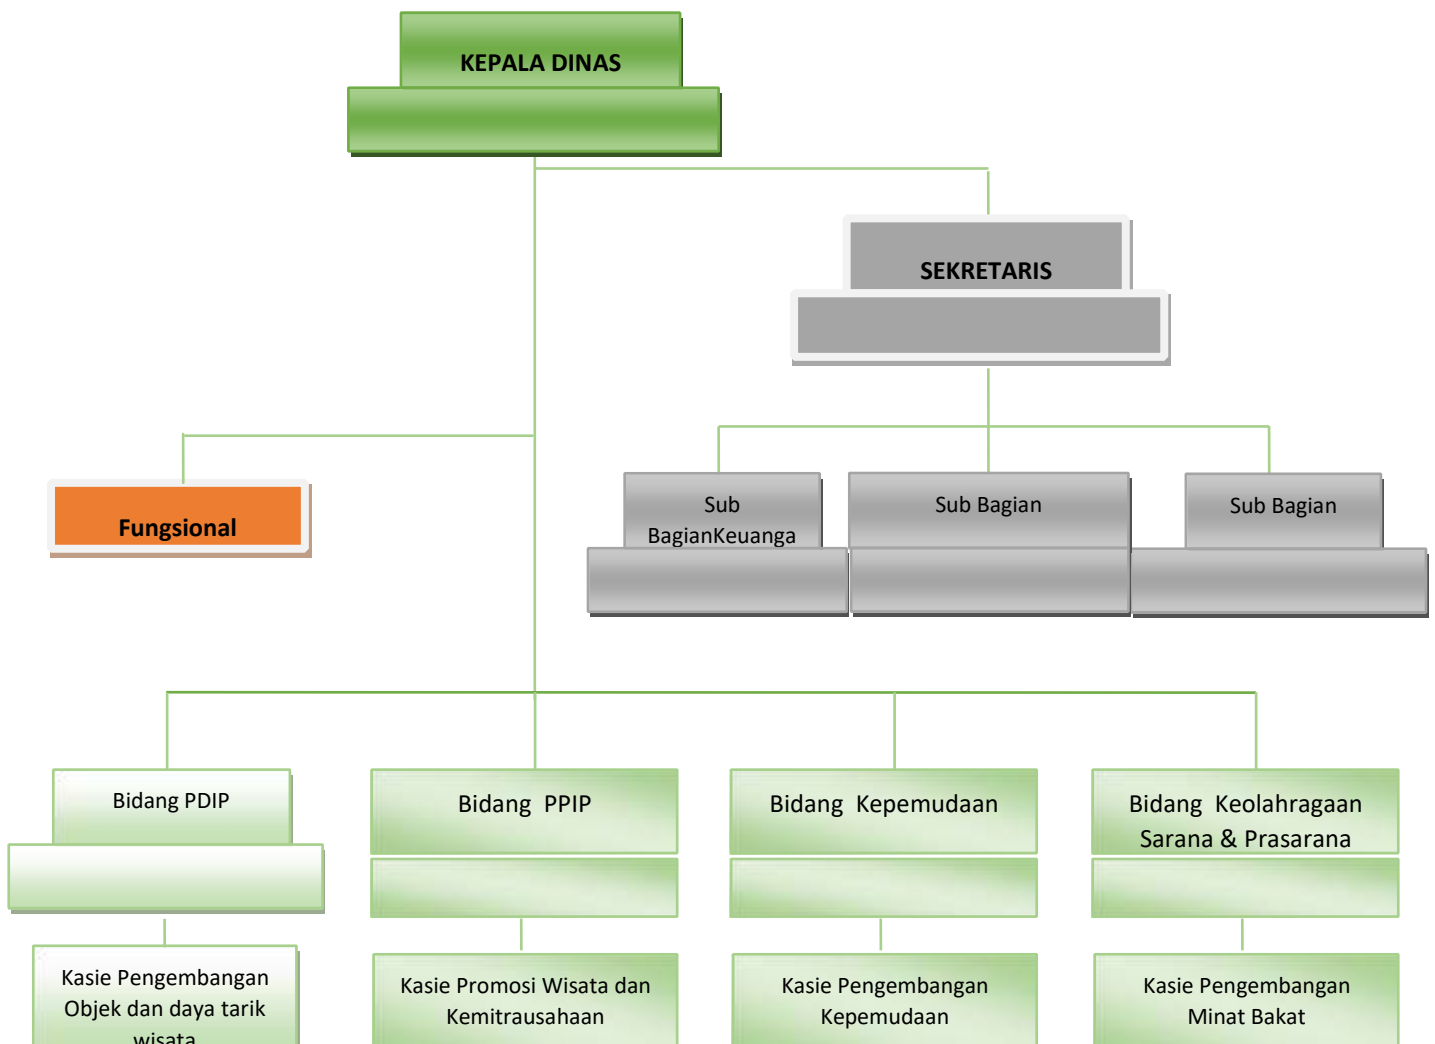 KEPALA DINAS
SEKRETARIS
Sub
BagianKeuanga
Sub Bagian
Sub Bagian
Fungsional
Bidang PDIP
Bidang PPIP
Bidang Kepemudaan
Bidang Keolahragaan
Sarana & Prasarana
Kasie Pengembangan
Objek dan daya tarik
wisata
Kasie Promosi Wisata dan
Kemitrausahaan
Kasie Pengembangan
Kepemudaan
Kasie Pengembangan
Minat Bakat